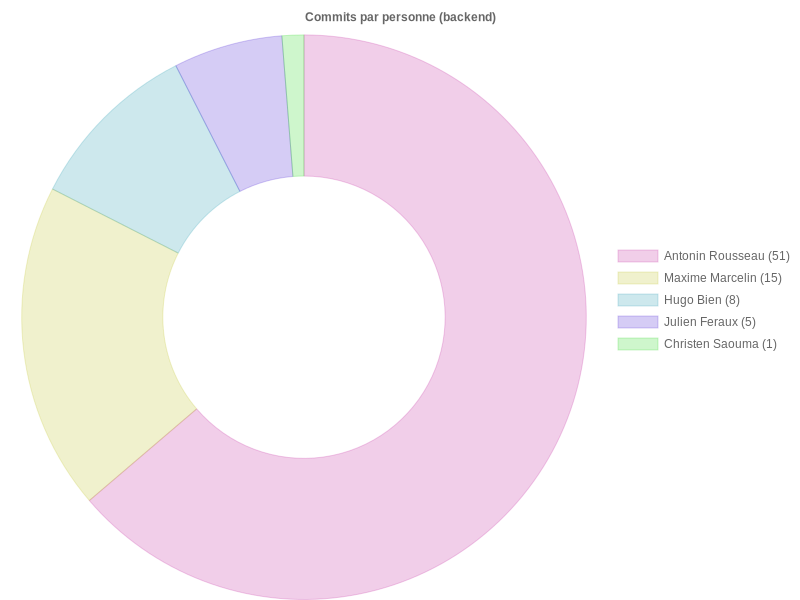 Commits par personne (backend)
Antonin Rousseau (51)
Maxime Marcelin (15)
Hugo Bien (8)
Julien Feraux (5)
Christen Saouma (1)